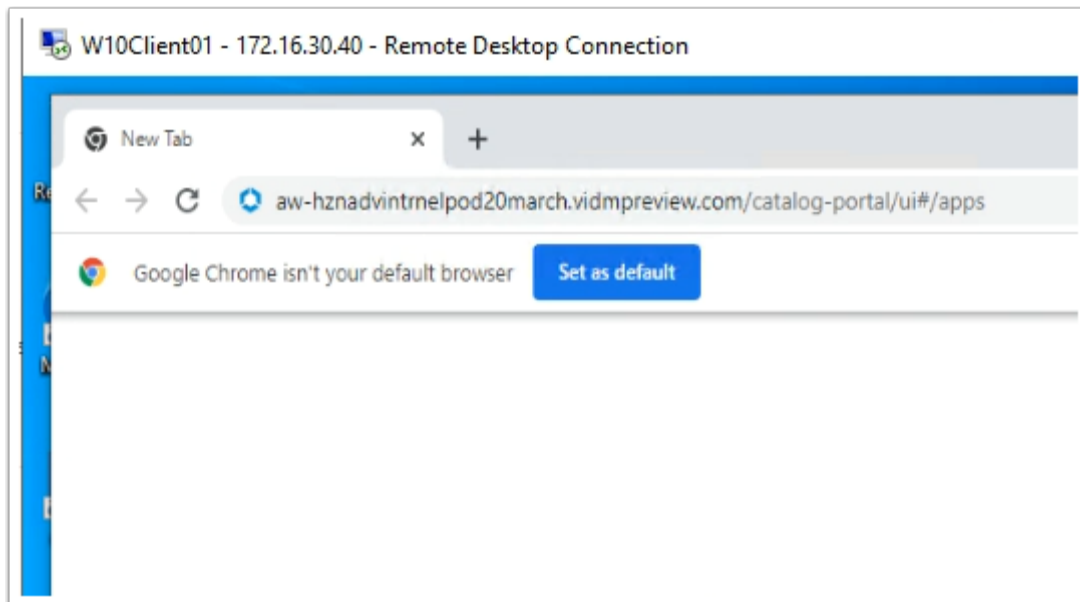 W10Client01 - 172.16.30.40 - Remote Desktop Connection
New Tab
Re
aw-hznadvintrnelpod20march.vidmpreview.com/catalog-portal/ui#/apps
Google Chrome isn't your default browser Set as default